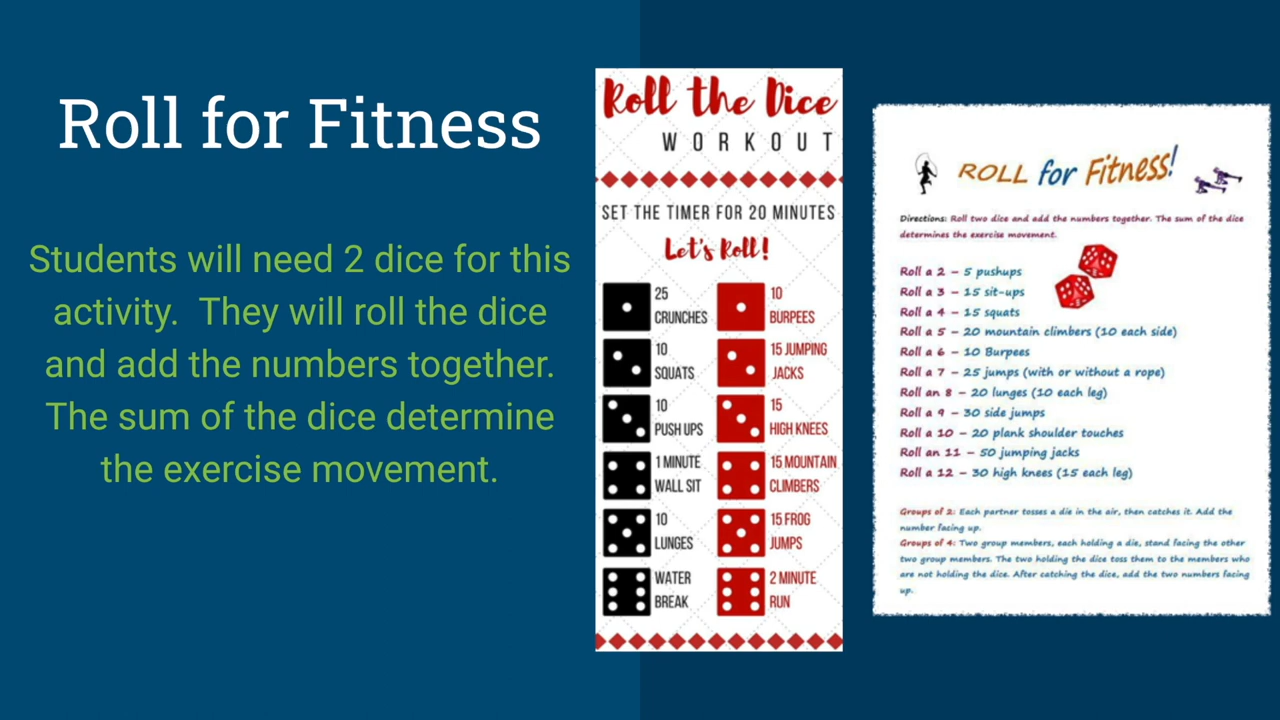 Roll for Fitness
Students will need 2 dice for this
activity.  They will roll the dice
and add the numbers together.
The sum of the dice determine
the exercise movement.
Roll the Dice
WORKOUT
SET THE TIMER FOR 20 MINUTES
Let's Roll!
25
CRUNCHES
10
BURPEES
10
SQUATS
15 JUMPING
JACKS
10
PUSH UPS
15
HIGH KNEES
1 MINUTE
WALL SIT
15 MOUNTAIN
CLIMBERS
10
LUNGES
15 FROG
JUMPS
WATER
BREAK
2 MINUTE
RUN
ROLL for Fitness!
Directions: Roll two dice and add the numbers together. The sum of the dice
determines the exercise movement.
Roll a 2 – 5 pushups
Roll a 3 – 15 sit-ups
Roll a 4 – 15 squats
Roll a 5 – 20 mountain climbers (10 each side)
Roll a 6 – 10 Burpees
Roll a 7 – 25 jumps (with or without a rope)
Roll an 8 – 20 lunges (10 each leg)
Roll a 9 – 30 side jumps
Roll a 10 – 20 plank shoulder touches
Roll an 11 – 50 jumping jacks
Roll a 12 – 30 high knees (15 each leg)
Groups of 2: Each partner tosses a die in the air, then catches it. Add the
number facing up.
Groups of 4: Two group members, each holding a die, stand facing the other
two group members. The two holding the dice toss them to the members who
are not holding the dice. After catching the dice, add the two numbers facing
up.